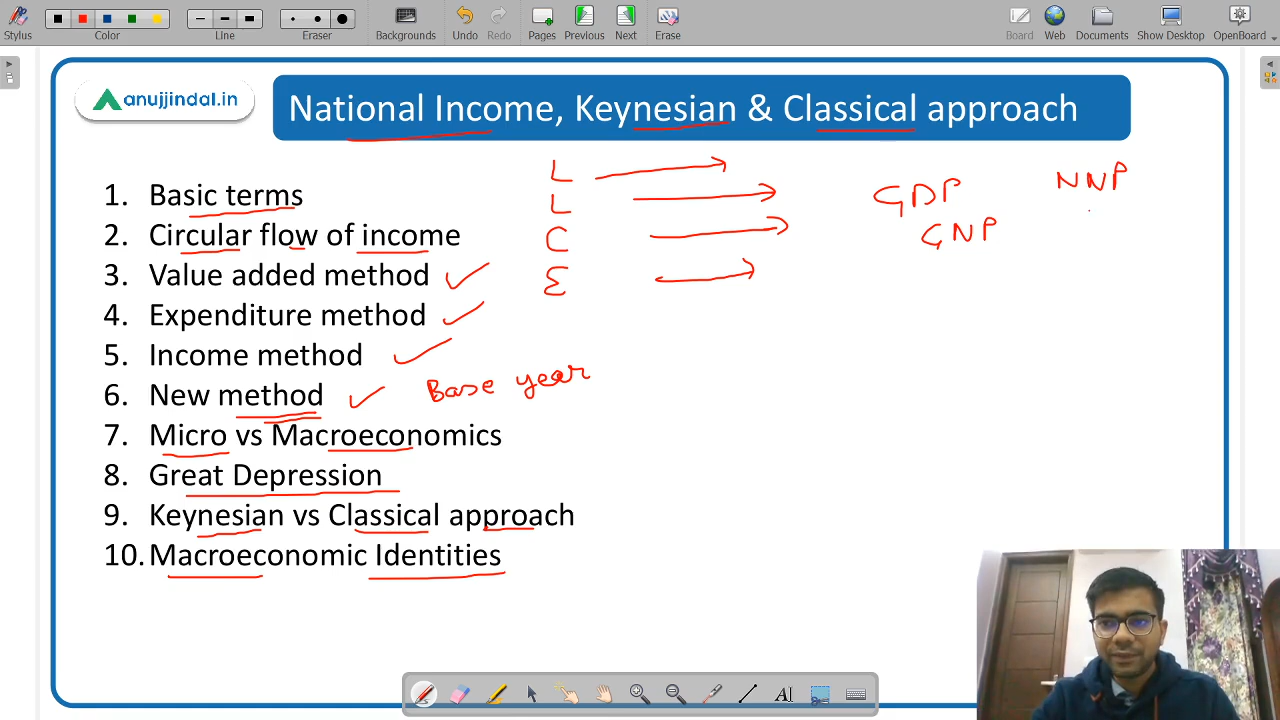 Stylus
Color
Line
Eraser
Backgrounds
Undo
Redo
Pages
Previous
Next
Erase
Board
Web
Documents
Show Desktop
OpenBoard
anujjindal.in
National Income, Keynesian & Classical approach
1. Basic terms
2. Circular flow of income
3. Value added method
4. Expenditure method
5. Income method
6. New method
7. Micro vs Macroeconomics
8. Great Depression
9. Keynesian vs Classical approach
10. Macroeconomic Identities
L
L
C
E
GDP
GNP
NNP
Base year
AI